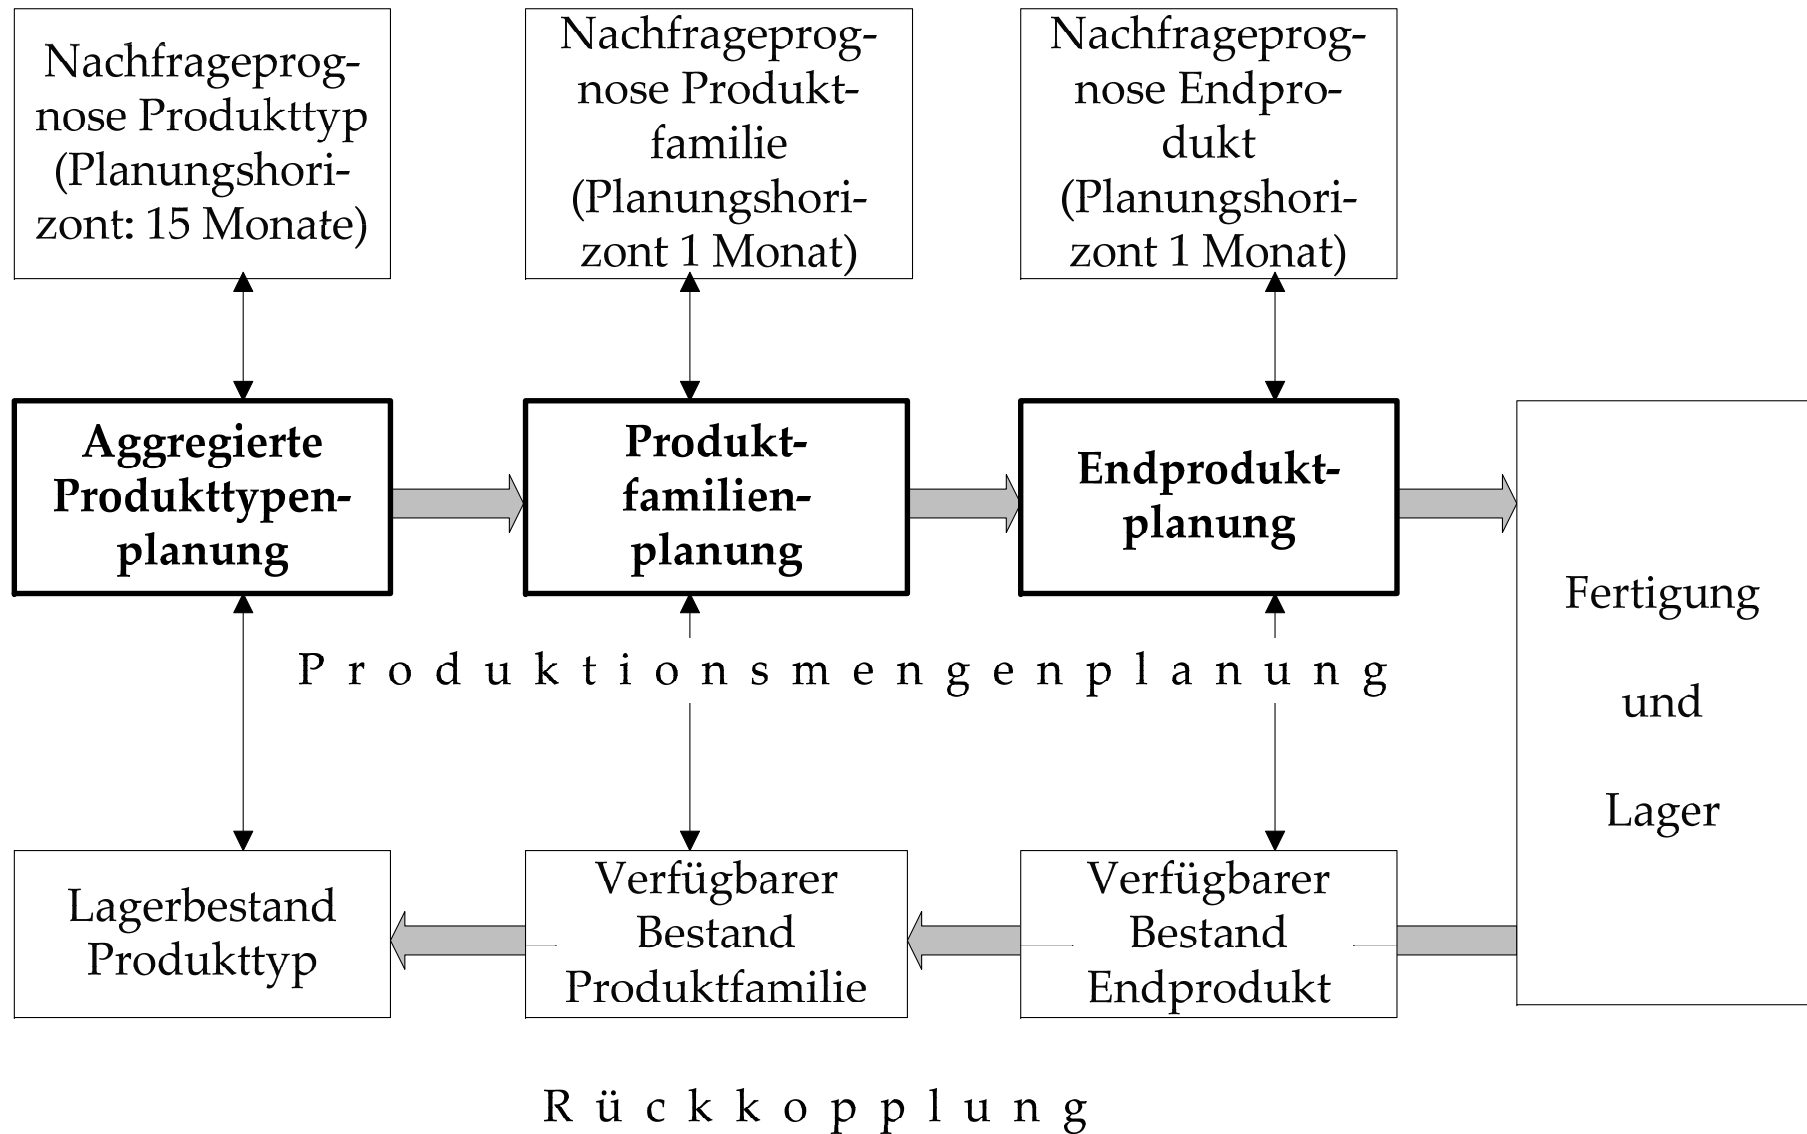 Nachfrageprog-
nose Produkttyp
(Planungshori-
zont: 15 Monate)
Nachfrageprog-
nose Produkt-
familie
(Planungshori-
zont 1 Monat)
Nachfrageprog-
nose Endpro-
dukt
(Planungshori-
zont 1 Monat)
Aggregierte
Produkttypen-
planung
Produkt-
familien-
planung
Endprodukt-
planung
Fertigung
und
Lager
Produktionsmengenplanung
Lagerbestand
Produkttyp
Verfügbarer
Bestand
Produktfamilie
Verfügbarer
Bestand
Endprodukt
Rückkopplung